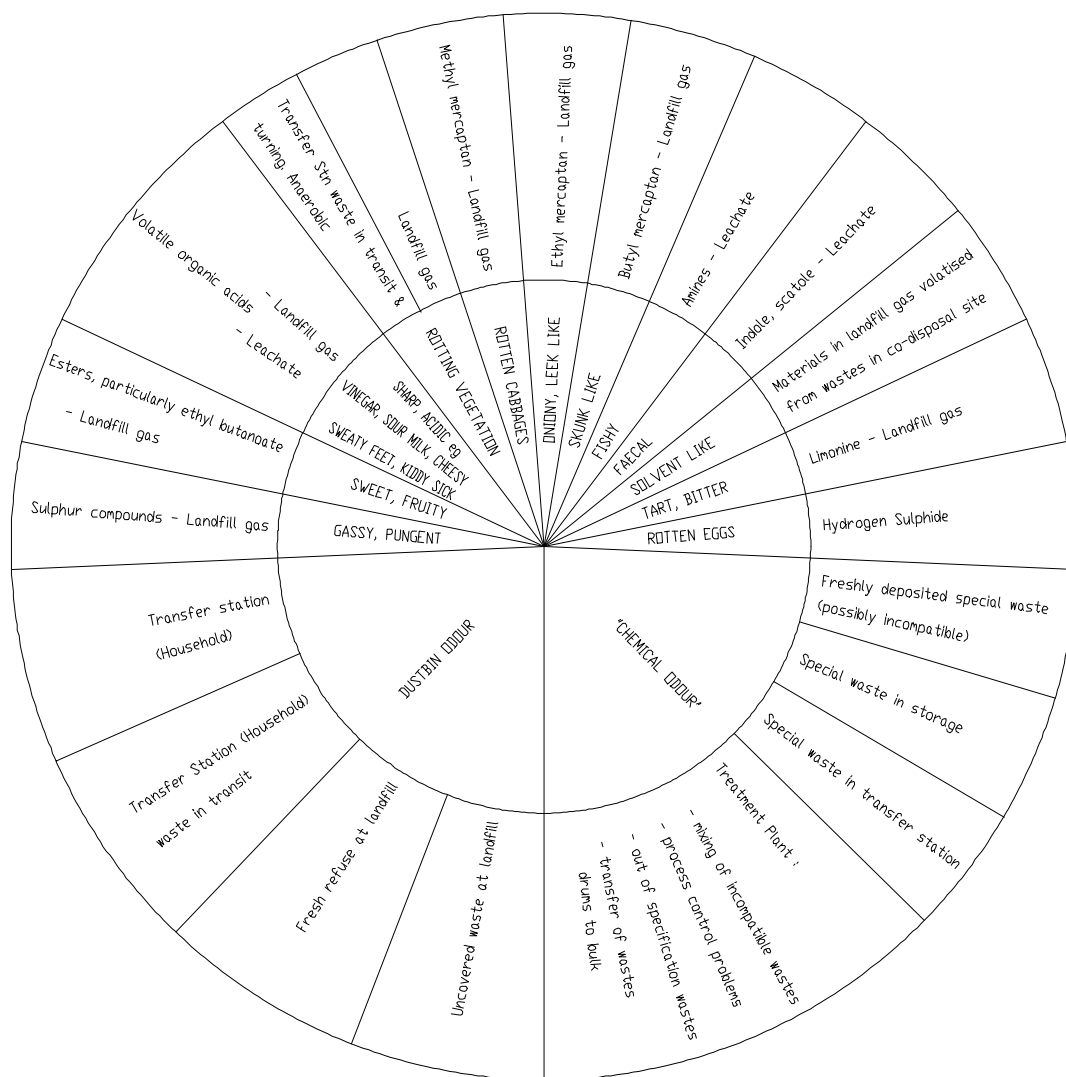 Sulphur compounds - Landfill gas
GASSY, PUNGENT
Esters, particularly ethyl butanoate
- Landfill gas
SWEET, FRUITY
Volatile organic acids
- Landfill gas
- Leachate
SHARP, ACIDIC eg
VINEGAR, SOUR MILK, CHEESY
SWEATY FEET, KIDDY SICK
Transfer Stn waste in transit &
turning. Anaerobic
Landfill gas
ROTTING VEGETATION
Methyl mercaptan - Landfill gas
ROTTEN CABBAGES
Ethyl mercaptan - Landfill gas
ONIONY, LEEK LIKE
Butyl mercaptan - Landfill gas
SKUNK LIKE
Amines - Leachate
FISHY
Indole, scatole - Leachate
FAECAL
Materials in landfill gas volatised
from wastes in co-disposal site
SOLVENT LIKE
Limonine - Landfill gas
TART, BITTER
Hydrogen Sulphide
ROTTEN EGGS
"CHEMICAL ODOUR"
Freshly deposited special waste
(possibly incompatible)
Special waste in storage
Special waste in transfer station
Treatment Plant :
- mixing of incompatible wastes
- process control problems
- out of specification wastes
- transfer of wastes
drums to bulk
DUSTBIN ODOUR
Uncovered waste at landfill
Fresh refuse at landfill
Transfer Station (Household)
waste in transit
Transfer station
(Household)